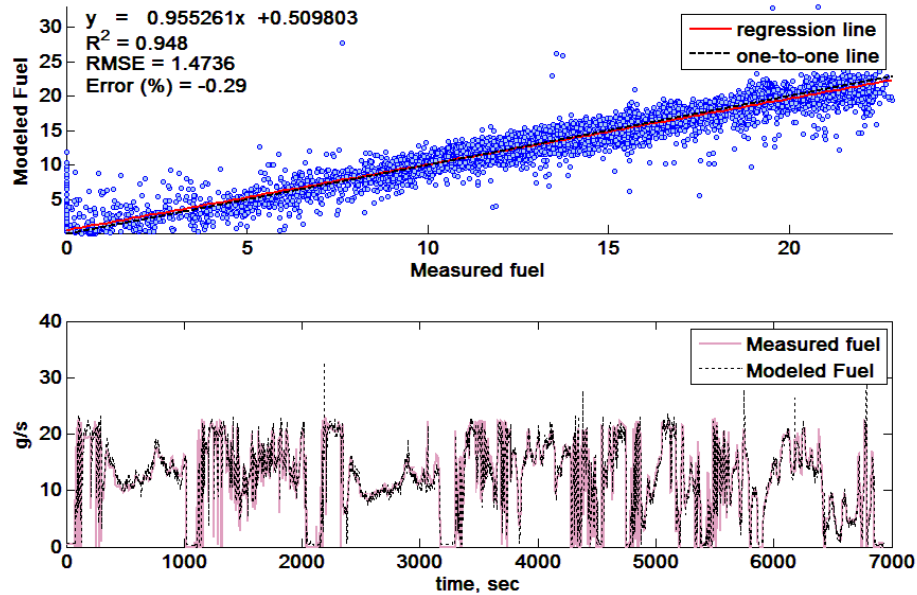 y = 0.955261x +0.509803
R² = 0.948
RMSE = 1.4736
Error (%) = -0.29
regression line
one-to-one line
Modeled Fuel
30
25
20
15
10
5
0
5
10
15
20
Measured fuel
Measured fuel
Modeled Fuel
g/s
40
30
20
10
0
0
1000
2000
3000
4000
5000
6000
7000
time, sec